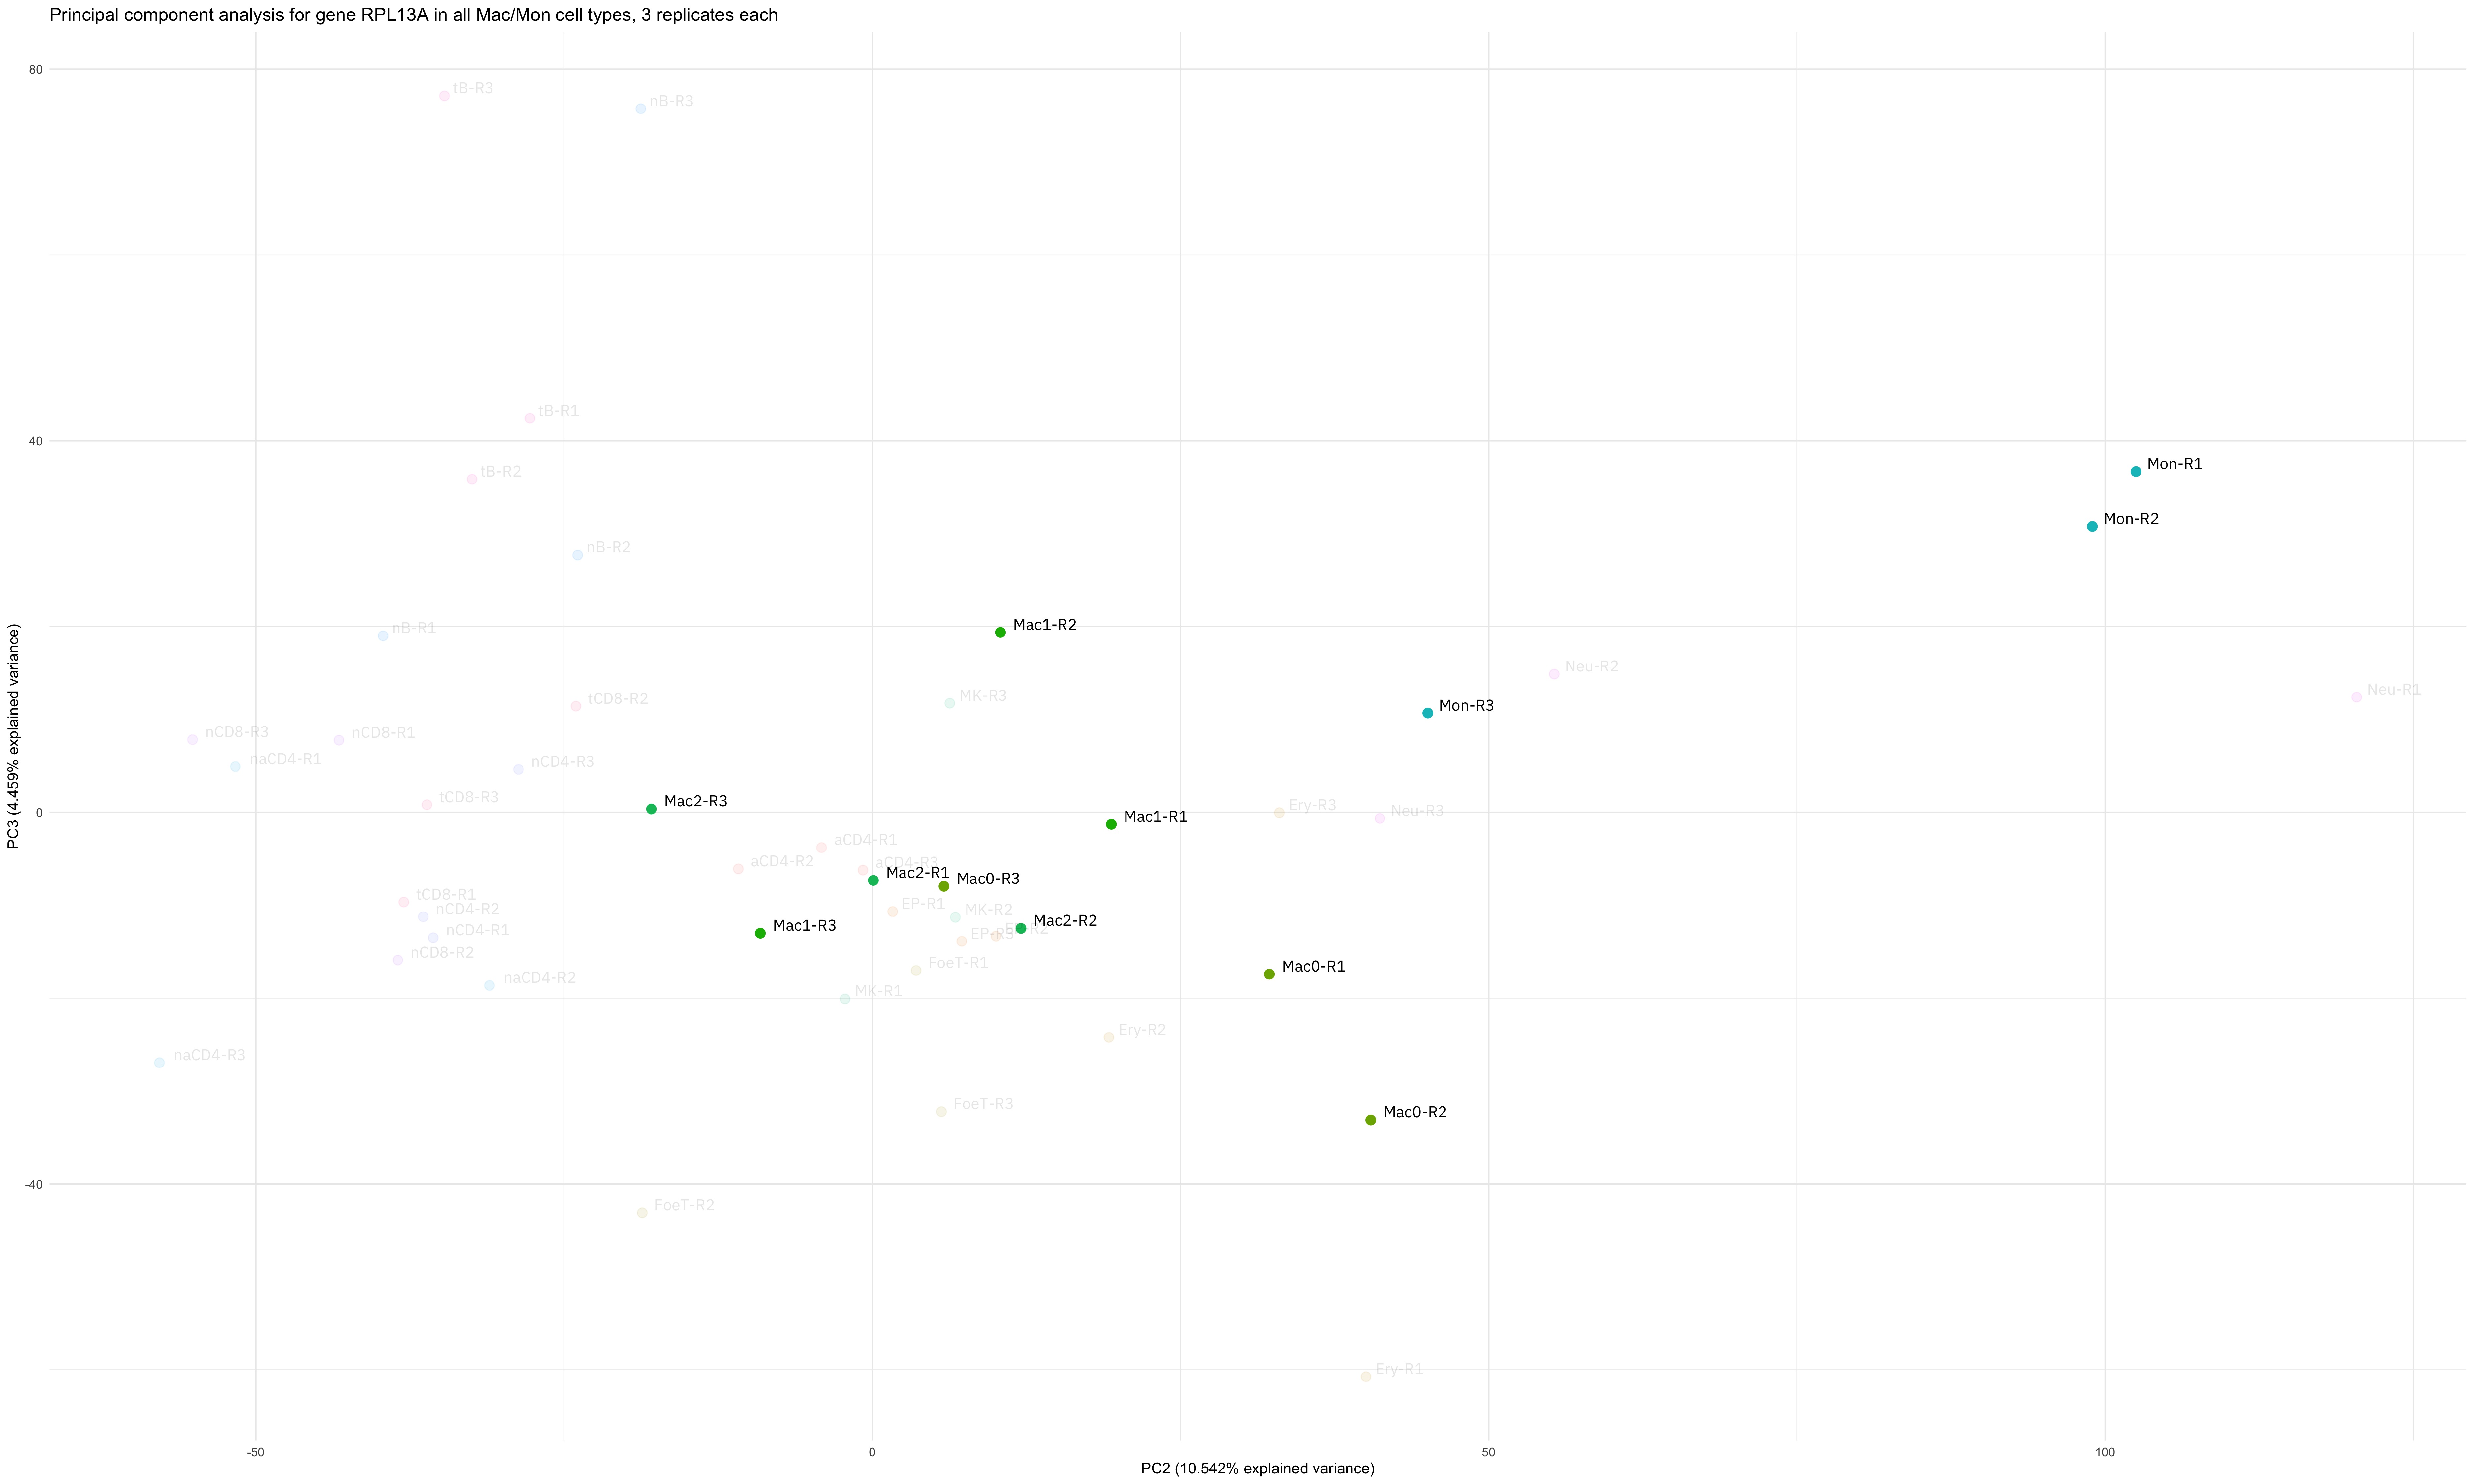 Principal component analysis for gene RPL13A in all Mac/Mon cell types, 3 replicates each
80
tB-R3
nB-R3
tB-R1
40
Mon-R1
tB-R2
Mon-R2
nB-R2
nB-R1
Mac1-R2
Neu-R2
Neu-R1
tCD8-R2
MK-R3
Mon-R3
nCD8-R3
nCD8-R1
naCD4-R1
nCD4-R3
tCD8-R3
Mac2-R3
Ery-R3
0
Neu-R3
Mac1-R1
PC3 (4.459% explained variance)
aCD4-R1
aCD4-R2
aCD4-R3
Mac2-R1
Mac0-R3
tCD8-R1
nCD4-R2
EP-R1
MK-R2
Mac2-R2
Mac1-R3
nCD4-R1
EP-R3
EP-R2
nCD8-R2
FoeT-R1
Mac0-R1
naCD4-R2
MK-R1
Ery-R2
naCD4-R3
FoeT-R3
Mac0-R2
-40
FoeT-R2
Ery-R1
-50
0
50
100
PC2 (10.542% explained variance)